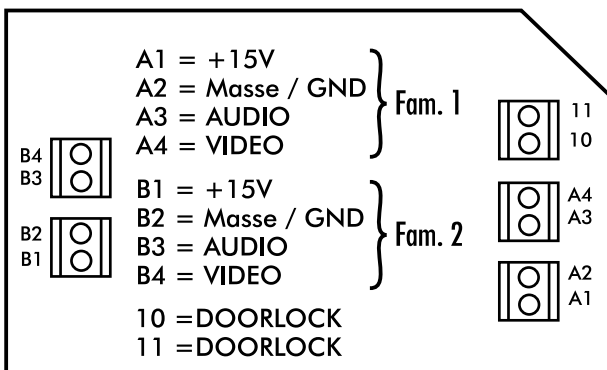 A1 = +15V
A2 = Masse / GND
A3 = AUDIO
A4 = VIDEO
Fam. 1
B1 = +15V
B2 = Masse / GND
B3 = AUDIO
B4 = VIDEO
Fam. 2
10 =DOORLOCK
11 =DOORLOCK
B4
B3
B2
B1
11
10
A4
A3
A2
A1